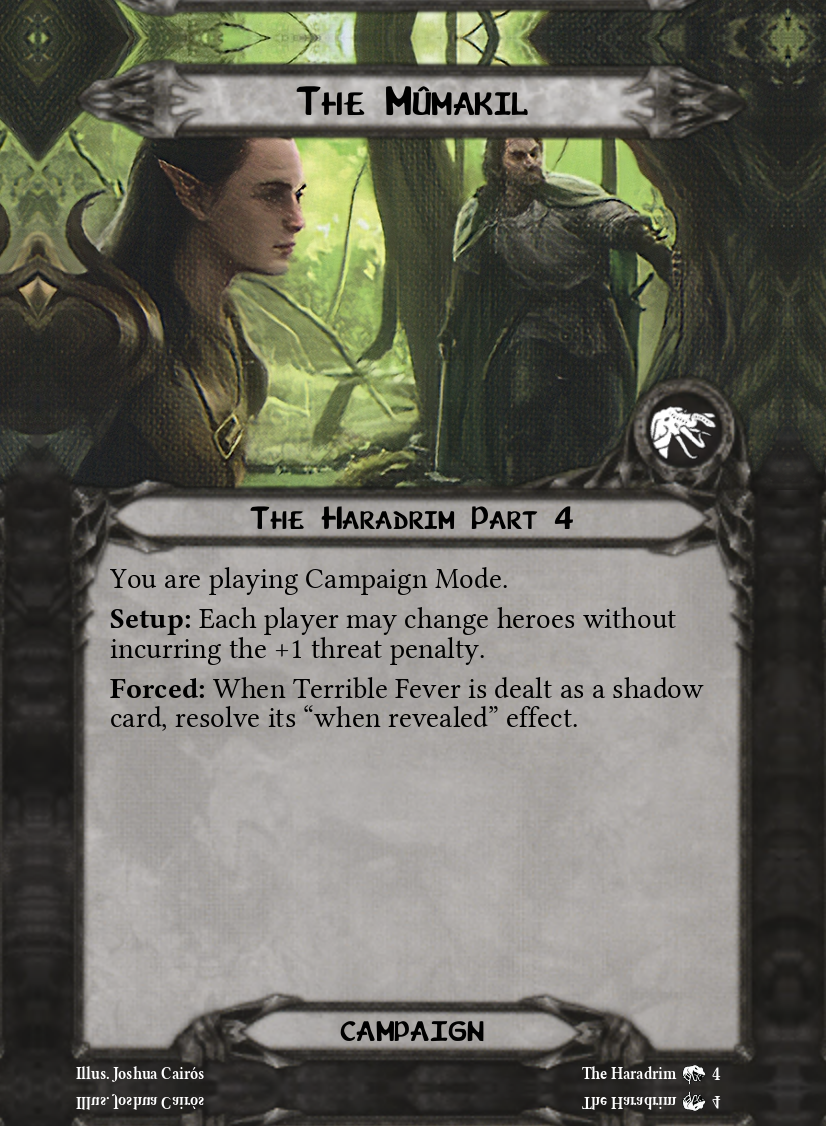 The Mûmakil
The Haradrim Part 4
You are playing Campaign Mode.
Setup: Each player may change heroes without
incurring the +1 threat penalty.
Forced: When Terrible Fever is dealt as a shadow
card, resolve its “when revealed” effect.
CAMPAIGN
Illus. Joshua Cairós The Haradrim 4
Illus. Joshua Cairós The Haradrim 4